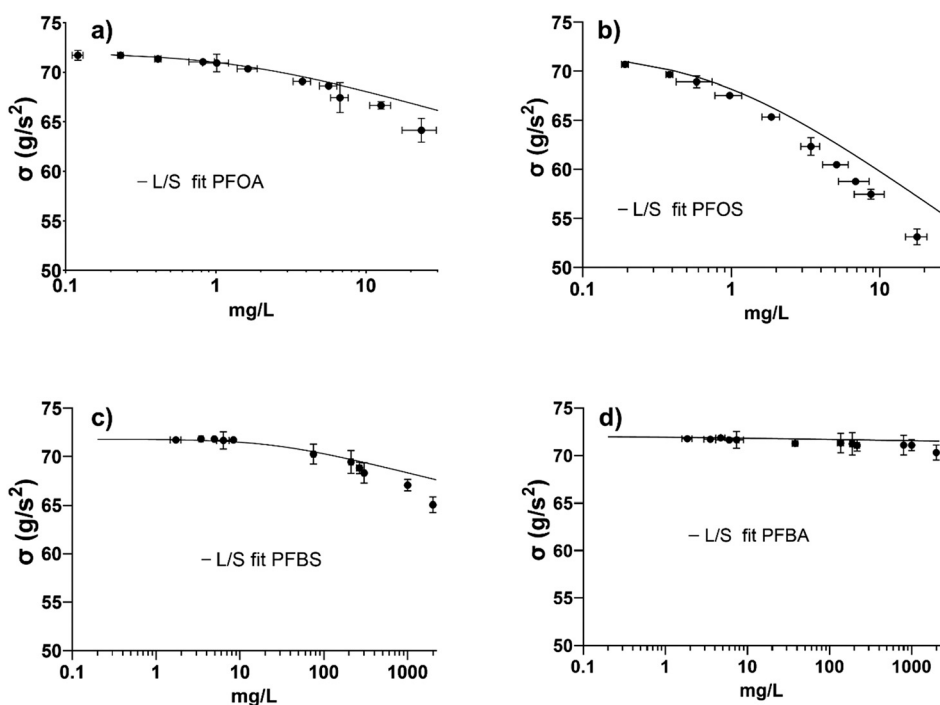 a)
75
70
65
60
55
50
σ (g/s²)
– L/S fit PFOA
0.1 1 10
mg/L
b)
75
70
65
60
55
50
σ (g/s²)
– L/S fit PFOS
0.1 1 10
mg/L
c)
75
70
65
60
55
50
σ (g/s²)
– L/S fit PFBS
0.1 1 10 100 1000
mg/L
d)
75
70
65
60
55
50
σ (g/s²)
– L/S fit PFBA
0.1 1 10 100 1000
mg/L